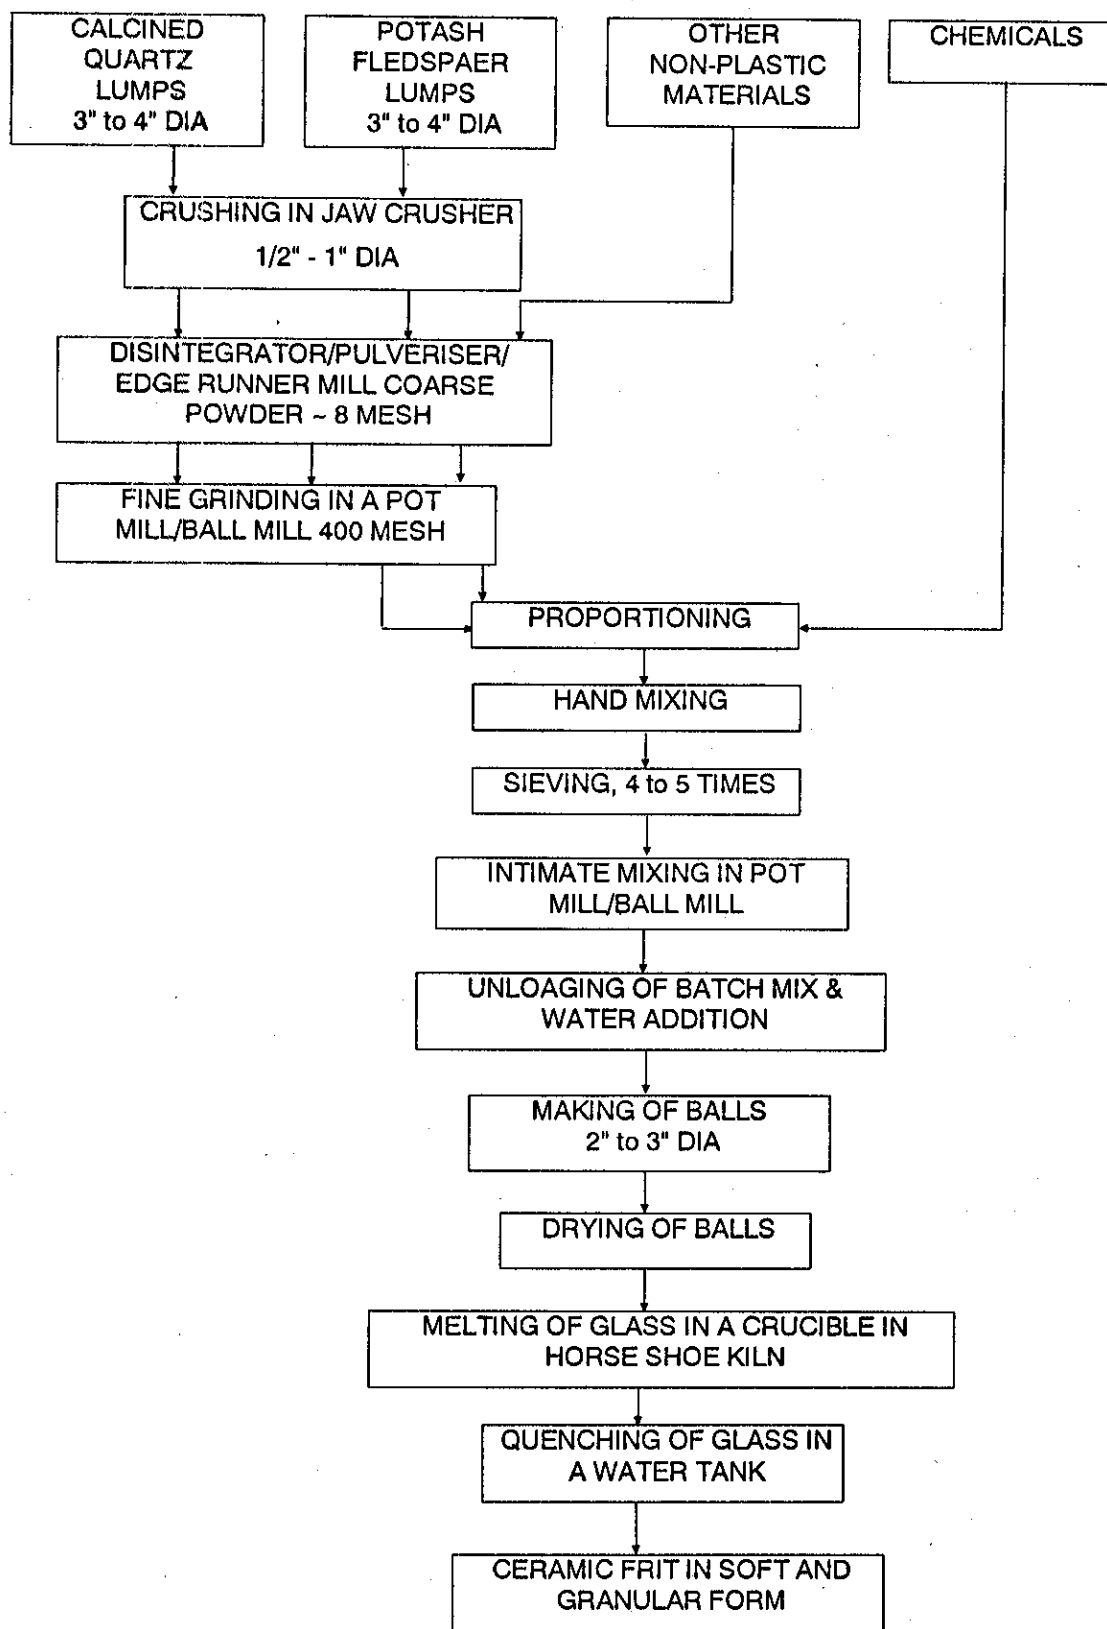 CALCINED
QUARTZ
LUMPS
3" to 4" DIA
POTASH
FLEDSPAER
LUMPS
3" to 4" DIA
OTHER
NON-PLASTIC
MATERIALS
CHEMICALS
CRUSHING IN JAW CRUSHER
1/2" - 1" DIA
DISINTEGRATOR/PULVERISER/
EDGE RUNNER MILL COARSE
POWDER ~ 8 MESH
FINE GRINDING IN A POT
MILL/BALL MILL 400 MESH
PROPORTIONING
HAND MIXING
SIEVING, 4 to 5 TIMES
INTIMATE MIXING IN POT
MILL/BALL MILL
UNLOAGING OF BATCH MIX &
WATER ADDITION
MAKING OF BALLS
2" to 3" DIA
DRYING OF BALLS
MELTING OF GLASS IN A CRUCIBLE IN
HORSE SHOE KILN
QUENCHING OF GLASS IN
A WATER TANK
CERAMIC FRIT IN SOFT AND
GRANULAR FORM